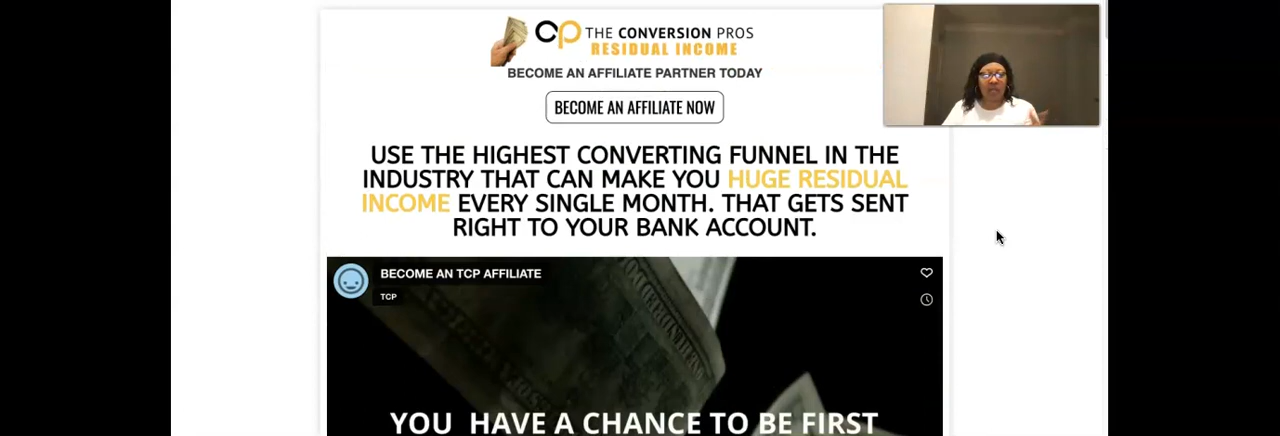 cp THE CONVERSION PROS
RESIDUAL INCOME
BECOME AN AFFILIATE PARTNER TODAY
BECOME AN AFFILIATE NOW
USE THE HIGHEST CONVERTING FUNNEL IN THE
INDUSTRY THAT CAN MAKE YOU HUGE RESIDUAL
INCOME EVERY SINGLE MONTH. THAT GETS SENT
RIGHT TO YOUR BANK ACCOUNT.
BECOME AN TCP AFFILIATE
TCP
YOU HAVE A CHANCE TO BE FIRST